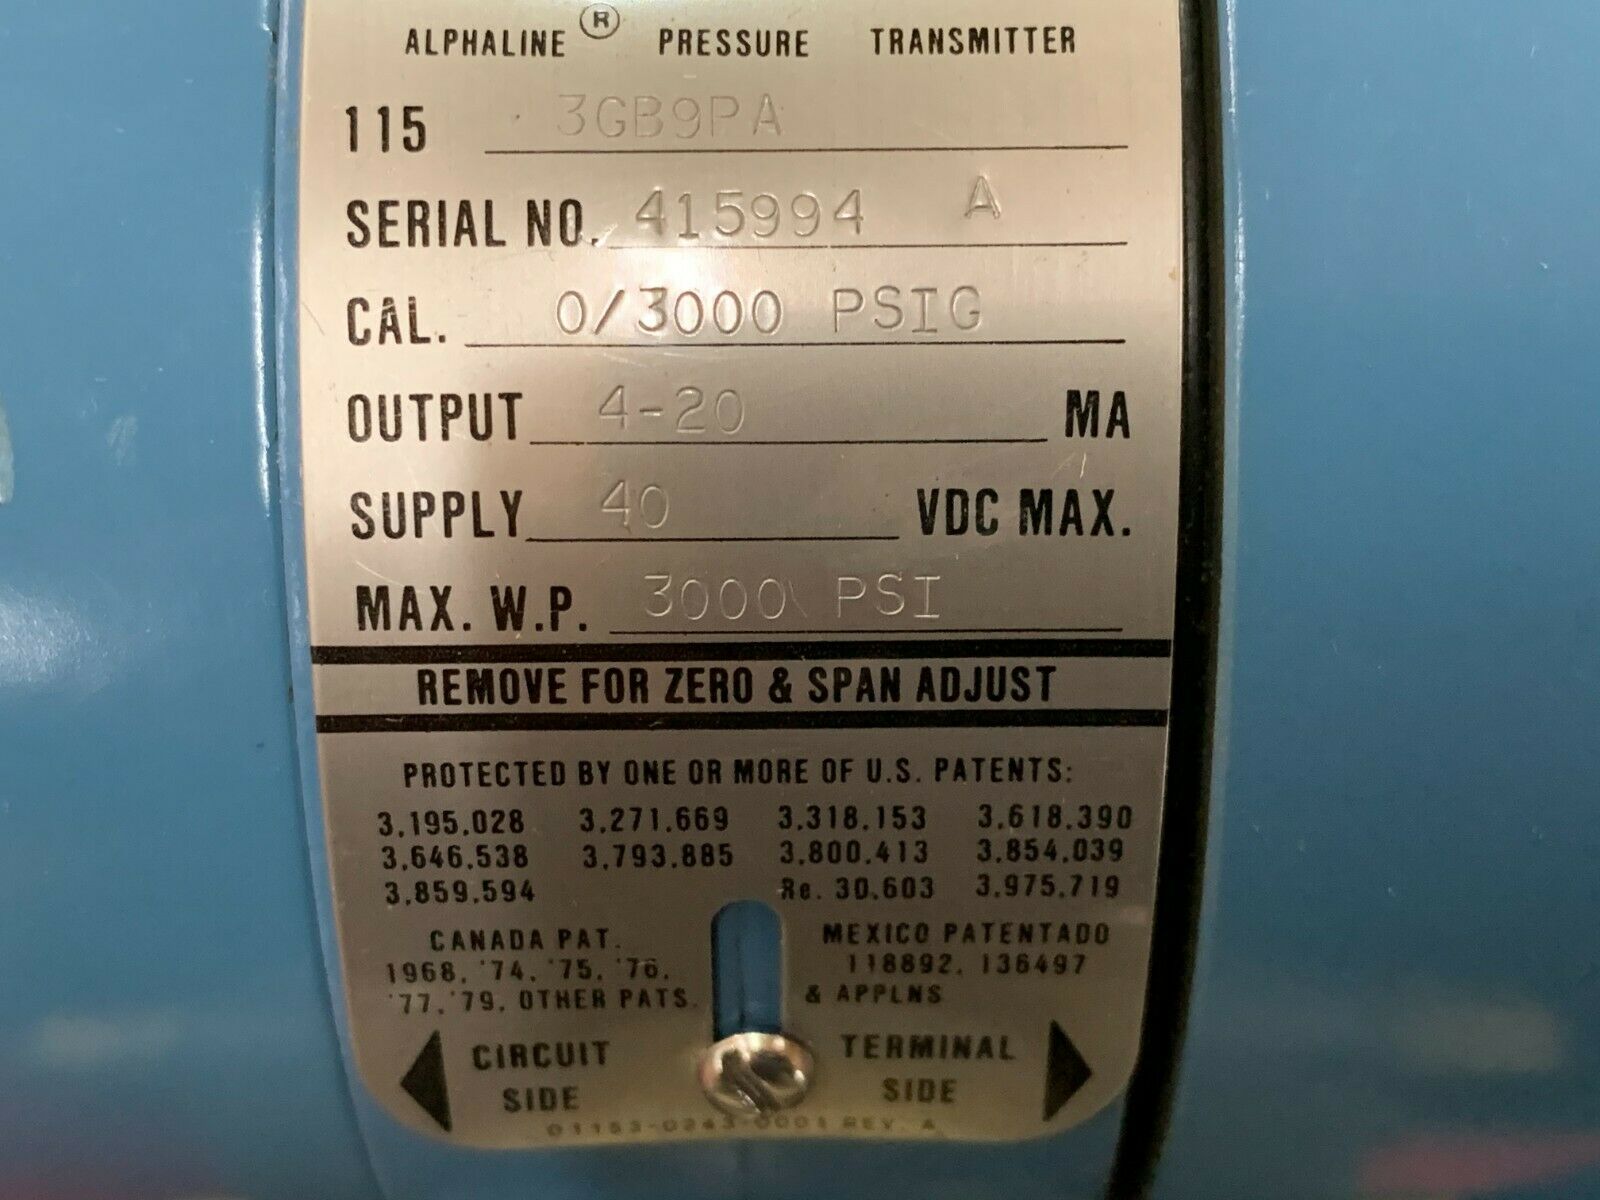 ALPHALINE ® PRESSURE TRANSMITTER
115 3GB9PA
SERIAL NO. 415994 A
CAL. 0/3000 PSIG
OUTPUT 4-20 MA
SUPPLY 40 VDC MAX.
MAX. W.P. 3000 PSI
REMOVE FOR ZERO & SPAN ADJUST
PROTECTED BY ONE OR MORE OF U.S. PATENTS:
3,195,028 3,271,669 3,318,153 3,618,390
3,646,538 3,793,885 3,800,413 3,854,039
3,859,594 Re. 30,603 3,975,719
CANADA PAT.
1968, '74, '75, '76,
'77, '79, OTHER PATS.
MEXICO PATENTADO
118892, 136497
& APPLNS
CIRCUIT
SIDE
TERMINAL
SIDE
01153-0243-0001 REV. A